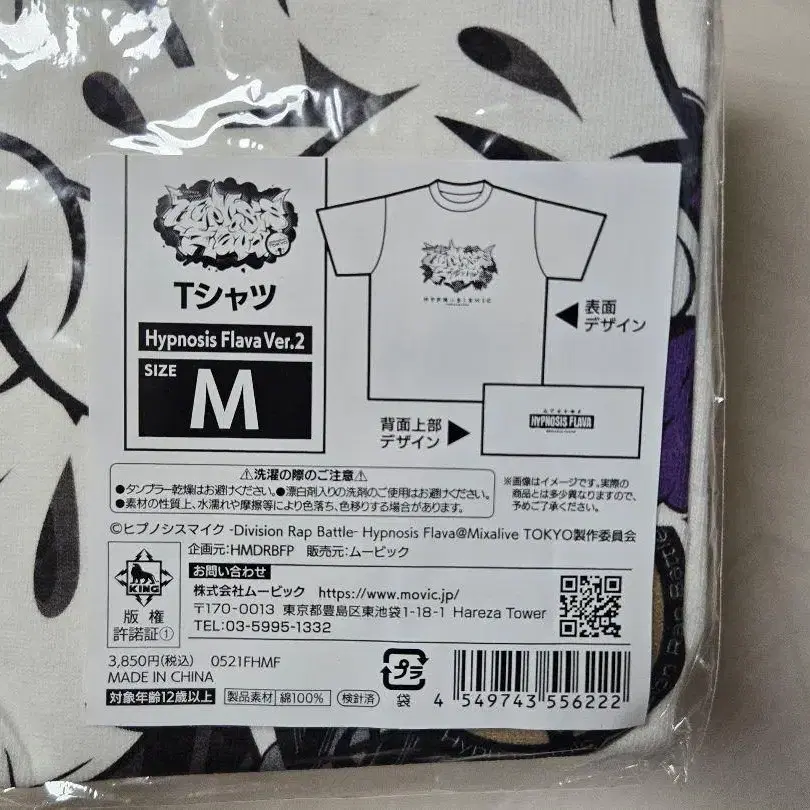 Tシャツ
Hypnosis Flava Ver.2
SIZE
M
表面
デザイン
背面上部
デザイン
HYPNOSIS FLAVA
⚠洗濯の際のご注意⚠
●タンブラー乾燥はお避けください。●漂白剤入りの洗剤のご使用はお避けください。
●素材の性質上、水濡れや摩擦等により色落ち、色移りする場合があります。
※画像はイメージです。実際の
商品とは多少異なりますので、
予めご了承ください。
©ヒプノシスマイク -Division Rap Battle- Hypnosis Flava@Mixalive TOKYO製作委員会
企画元:HMDRBFP 販売元:ムービック
KING
版権
許諾証①
お問い合わせ
株式会社ムービック https://www.movic.jp/
〒170-0013 東京都豊島区東池袋1-18-1 Hareza Tower
TEL:03-5995-1332
3,850円(税込) 0521FHMF
MADE IN CHINA
対象年齢12歳以上 製品素材 綿100% 検針済
プラ
袋
4 549743 556222